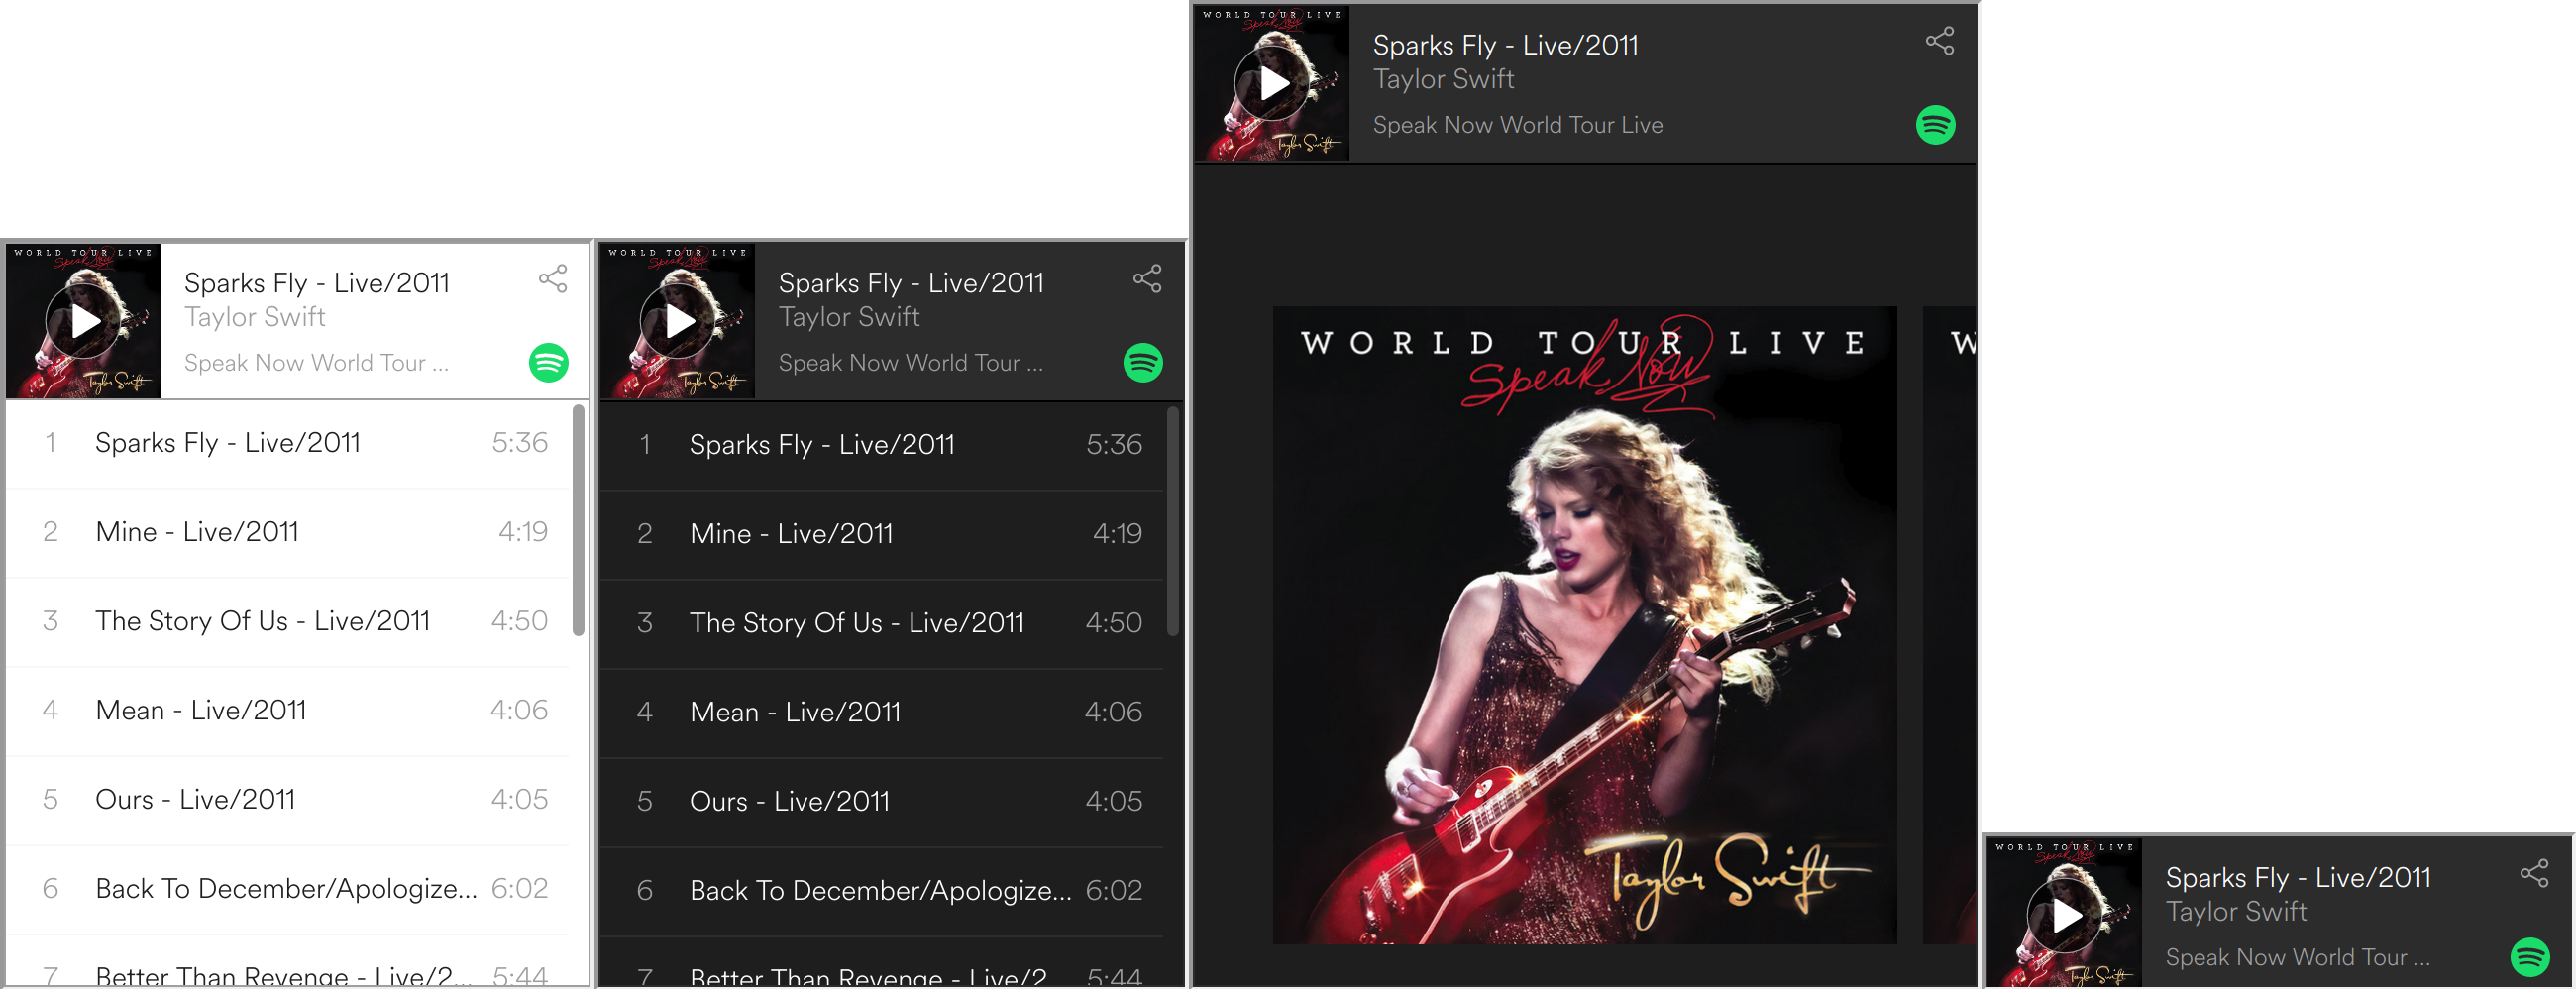 WORLD TOUR LIVE
Speak Now
Taylor Swift
Sparks Fly - Live/2011
Taylor Swift
Speak Now World Tour ...
1 Sparks Fly - Live/2011 5:36
2 Mine - Live/2011 4:19
3 The Story Of Us - Live/2011 4:50
4 Mean - Live/2011 4:06
5 Ours - Live/2011 4:05
6 Back To December/Apologize... 6:02
7 Better Than Revenge - Live/2... 5:44
WORLD TOUR LIVE
Speak Now
Taylor Swift
Sparks Fly - Live/2011
Taylor Swift
Speak Now World Tour ...
1 Sparks Fly - Live/2011 5:36
2 Mine - Live/2011 4:19
3 The Story Of Us - Live/2011 4:50
4 Mean - Live/2011 4:06
5 Ours - Live/2011 4:05
6 Back To December/Apologize... 6:02
7 Better Than Revenge - Live/2 5:44
WORLD TOUR LIVE
Speak Now
Taylor Swift
Sparks Fly - Live/2011
Taylor Swift
Speak Now World Tour Live
WORLD TOUR LIVE W
Speak Now
Taylor Swift
WORLD TOUR LIVE
Speak Now
Taylor Swift
Sparks Fly - Live/2011
Taylor Swift
Speak Now World Tour ...